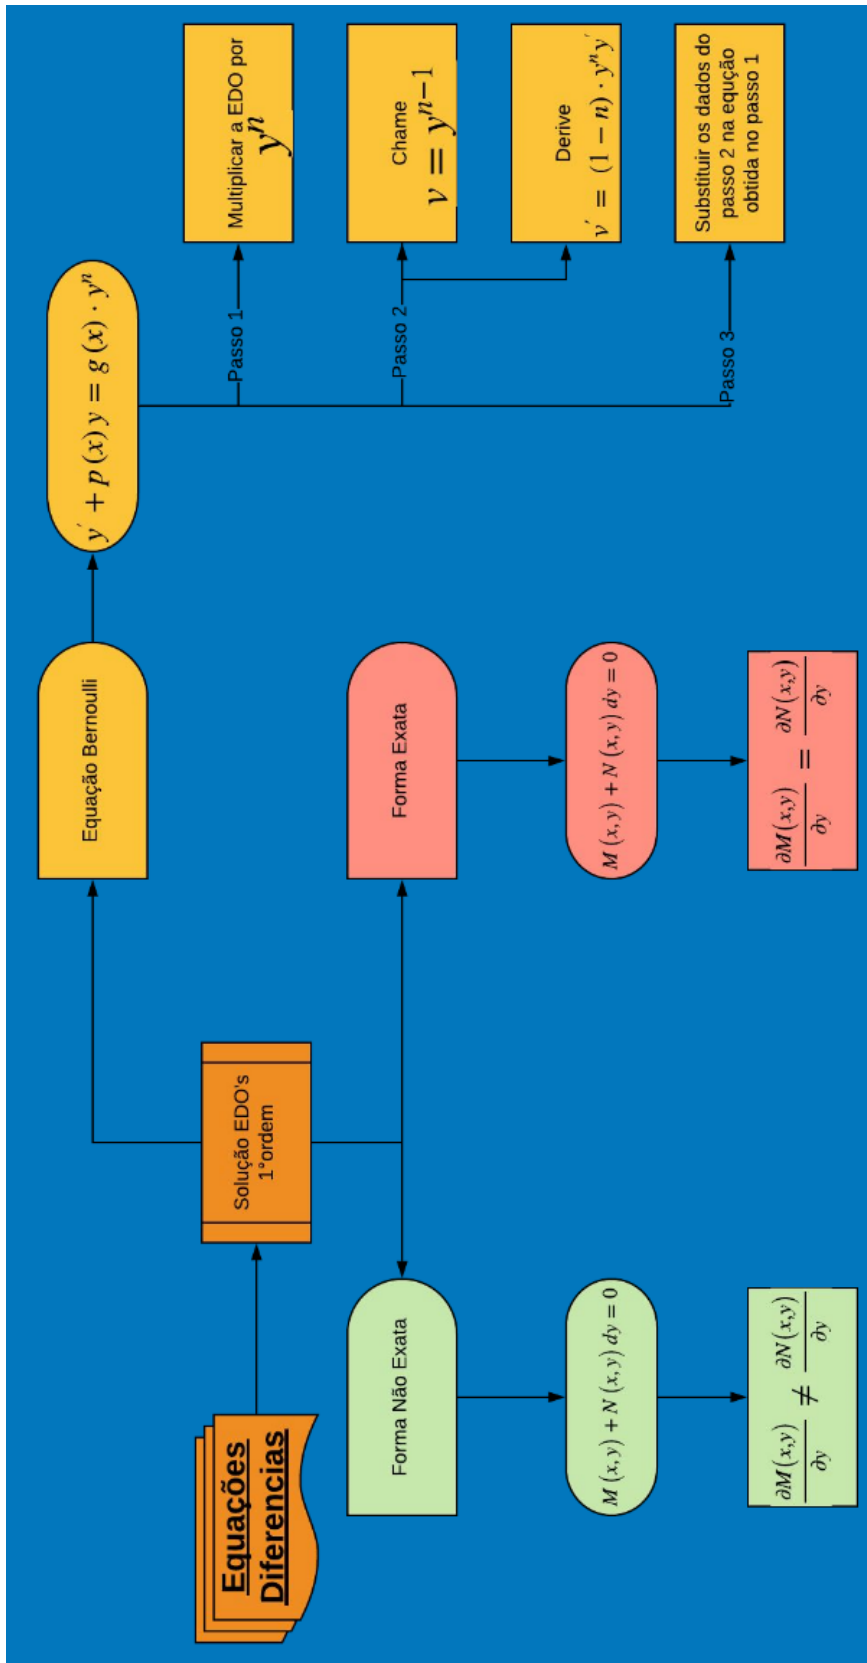 Equações
Diferencias
Solução EDO's
1°ordem
Equação Bernoulli
y′ + p(x)y = g(x)·yⁿ
Passo 1
Multiplicar a EDO por
yⁿ
Passo 2
Chame
v = yⁿ⁻¹
Derive
v′ = (1 − n)·yⁿy′
Passo 3
Substituir os dados do
passo 2 na equção
obtida no passo 1
Forma Não Exata
M(x,y) + N(x,y) dy = 0
∂M(x,y)/∂y ≠ ∂N(x,y)/∂y
Forma Exata
M(x,y) + N(x,y) dy = 0
∂M(x,y)/∂y = ∂N(x,y)/∂y